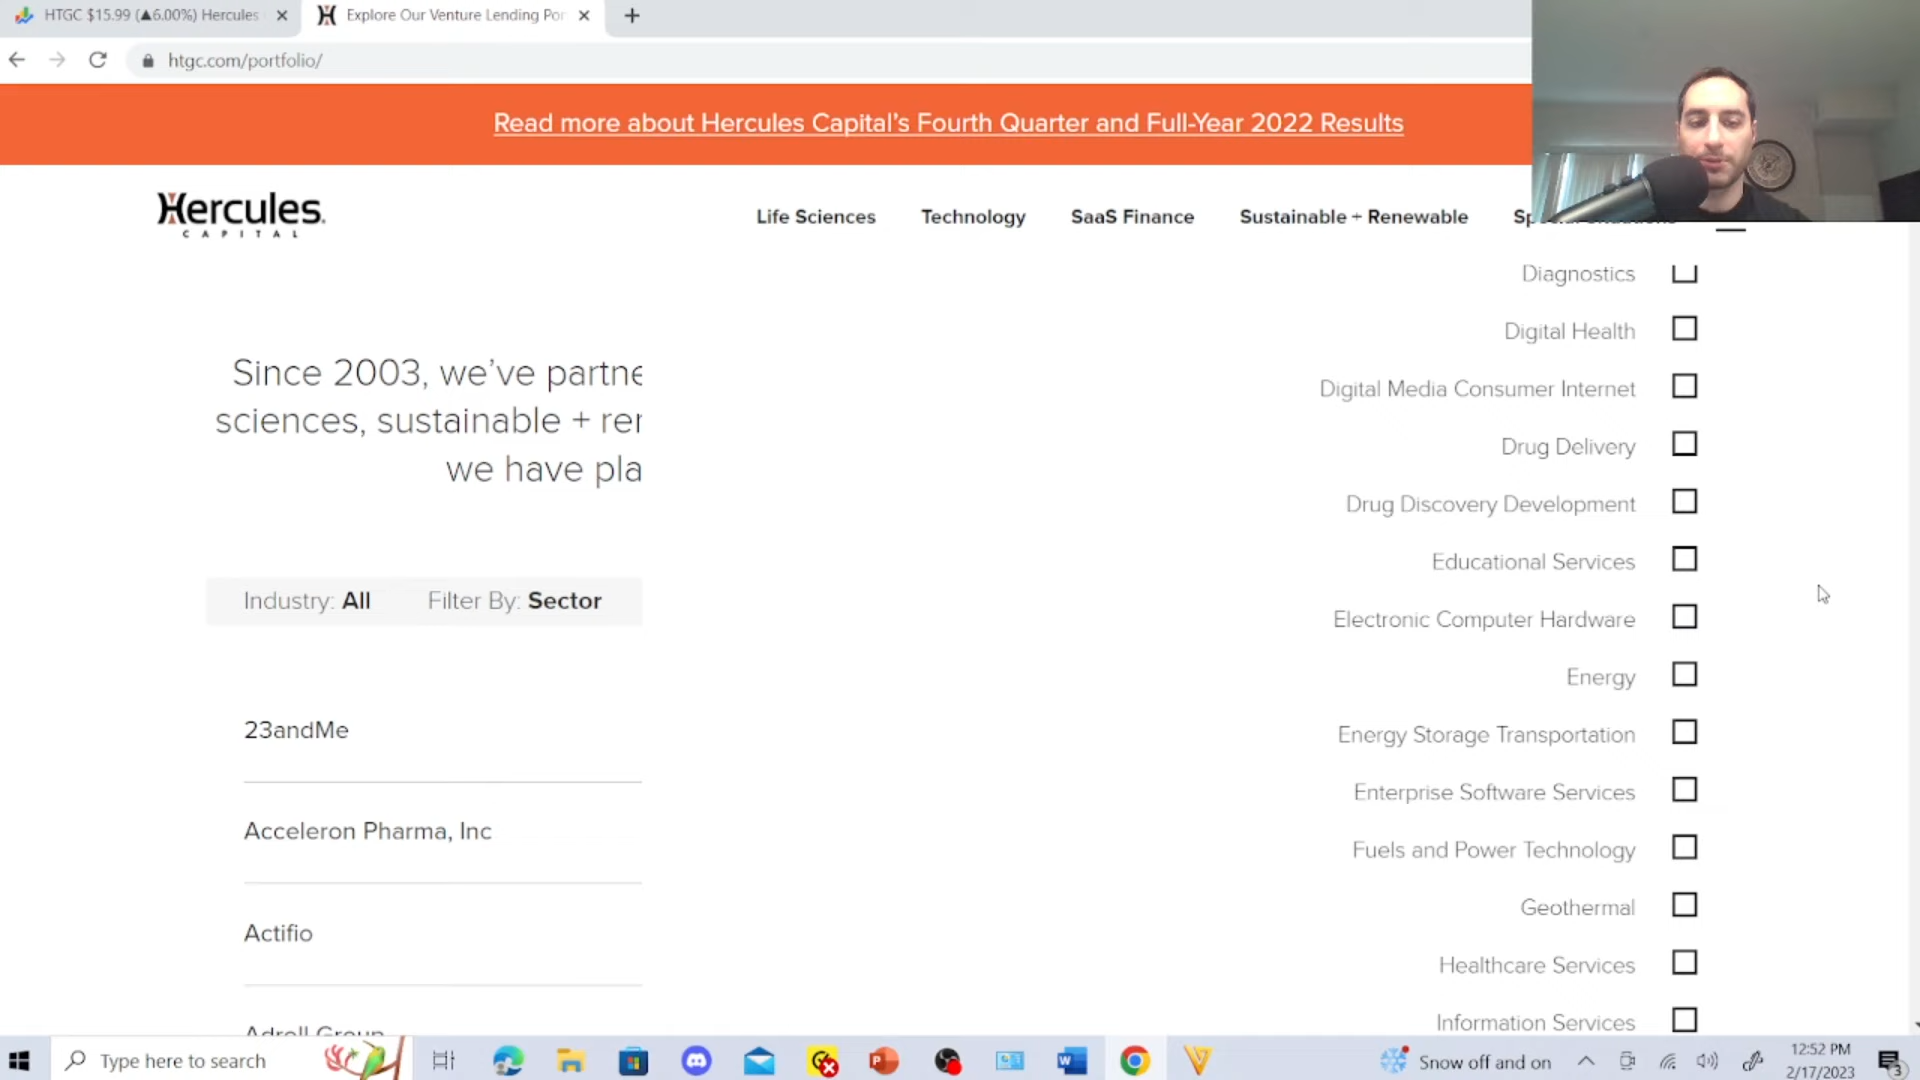 HTGC $15.99 (▲6.00%) Hercules
Explore Our Venture Lending Por
htgc.com/portfolio/
Read more about Hercules Capital's Fourth Quarter and Full-Year 2022 Results
Hercules
CAPITAL
Life Sciences
Technology
SaaS Finance
Sustainable + Renewable
Since 2003, we've partne
sciences, sustainable + rer
we have pla
Industry: All
Filter By: Sector
23andMe
Acceleron Pharma, Inc
Actifio
Adroll Group
Diagnostics
Digital Health
Digital Media Consumer Internet
Drug Delivery
Drug Discovery Development
Educational Services
Electronic Computer Hardware
Energy
Energy Storage Transportation
Enterprise Software Services
Fuels and Power Technology
Geothermal
Healthcare Services
Information Services
Type here to search
Snow off and on
12:52 PM
2/17/2023
3